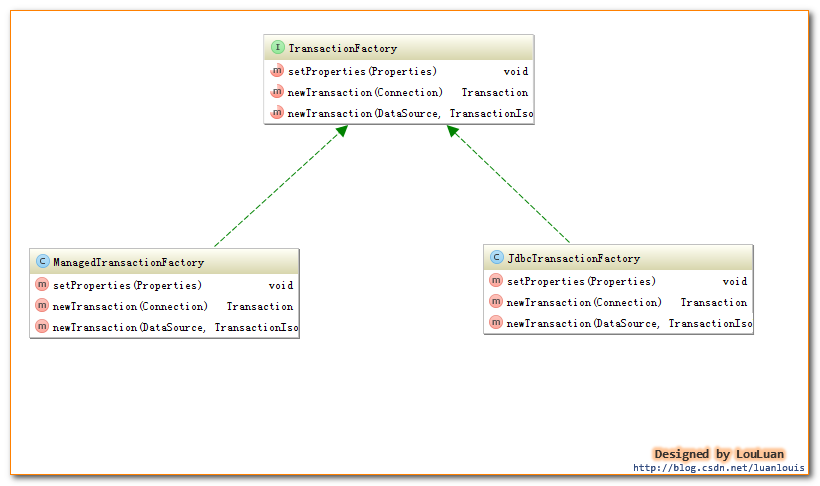 I TransactionFactory
m setProperties(Properties) void
m newTransaction(Connection) Transaction
m newTransaction(DataSource, TransactionIso
C ManagedTransactionFactory
m setProperties(Properties) void
m newTransaction(Connection) Transaction
m newTransaction(DataSource, TransactionIso
C JdbcTransactionFactory
m setProperties(Properties) void
m newTransaction(Connection) Transaction
m newTransaction(DataSource, TransactionIso
Designed by LouLuan
http://blog.csdn.net/luanlouis